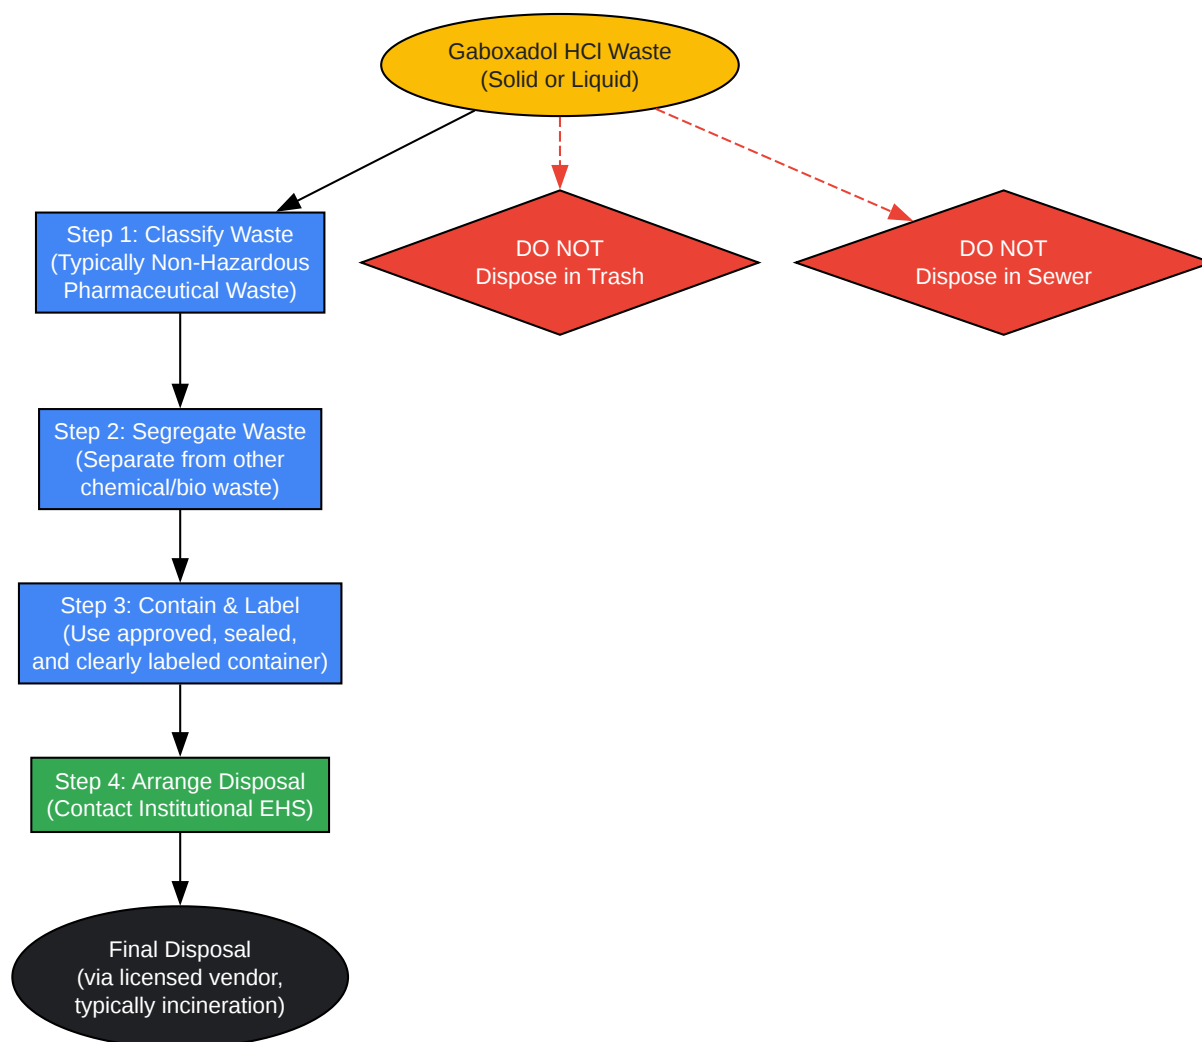 Gaboxadol HCl Waste
(Solid or Liquid)
Step 1: Classify Waste
(Typically Non-Hazardous
Pharmaceutical Waste)
DO NOT
Dispose in Trash
DO NOT
Dispose in Sewer
Step 2: Segregate Waste
(Separate from other
chemical/bio waste)
Step 3: Contain & Label
(Use approved, sealed,
and clearly labeled container)
Step 4: Arrange Disposal
(Contact Institutional EHS)
Final Disposal
(via licensed vendor,
typically incineration)